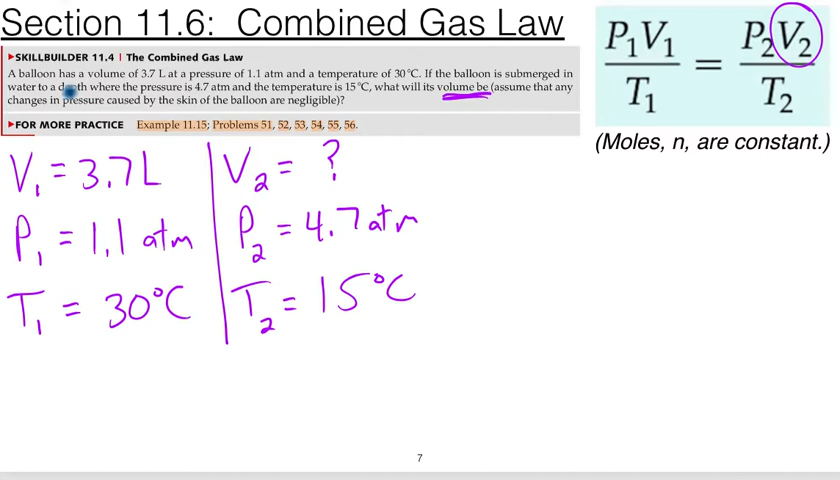 Section 11.6: Combined Gas Law
▶SKILLBUILDER 11.4 | The Combined Gas Law
A balloon has a volume of 3.7 L at a pressure of 1.1 atm and a temperature of 30 °C. If the balloon is submerged in
water to a depth where the pressure is 4.7 atm and the temperature is 15 °C, what will its volume be (assume that any
changes in pressure caused by the skin of the balloon are negligible)?
▶FOR MORE PRACTICE Example 11.15; Problems 51, 52, 53, 54, 55, 56.
P₁V₁/T₁ = P₂V₂/T₂
(Moles, n, are constant.)
V₁ = 3.7 L V₂ = ?
P₁ = 1.1 atm P₂ = 4.7 atm
T₁ = 30°C T₂ = 15°C
7